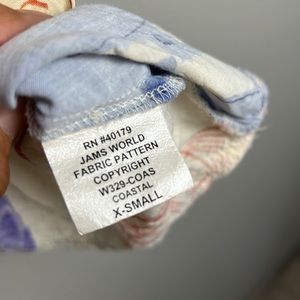 RN #40179
JAMS WORLD
FABRIC PATTERN
COPYRIGHT
W329-COAS
COASTAL
X-SMALL